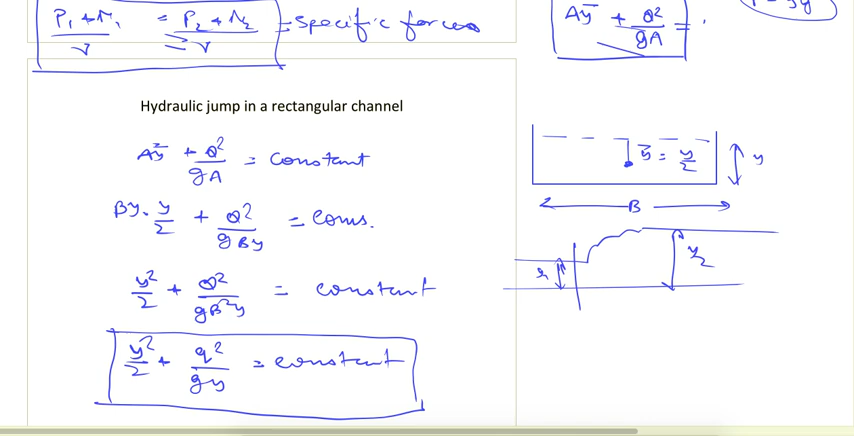 P₁ + M₁ / γ = P₂ + M₂ / γ = Specific forces
Aȳ + Q²/gA =
Hydraulic jump in a rectangular channel
Aȳ + Q²/gA = constant
By. y/2 + Q²/gBy = cons.
y²/2 + Q²/gB²y = constant
y²/2 + q²/gy = constant
ȳ = y/2
y
B
y₂